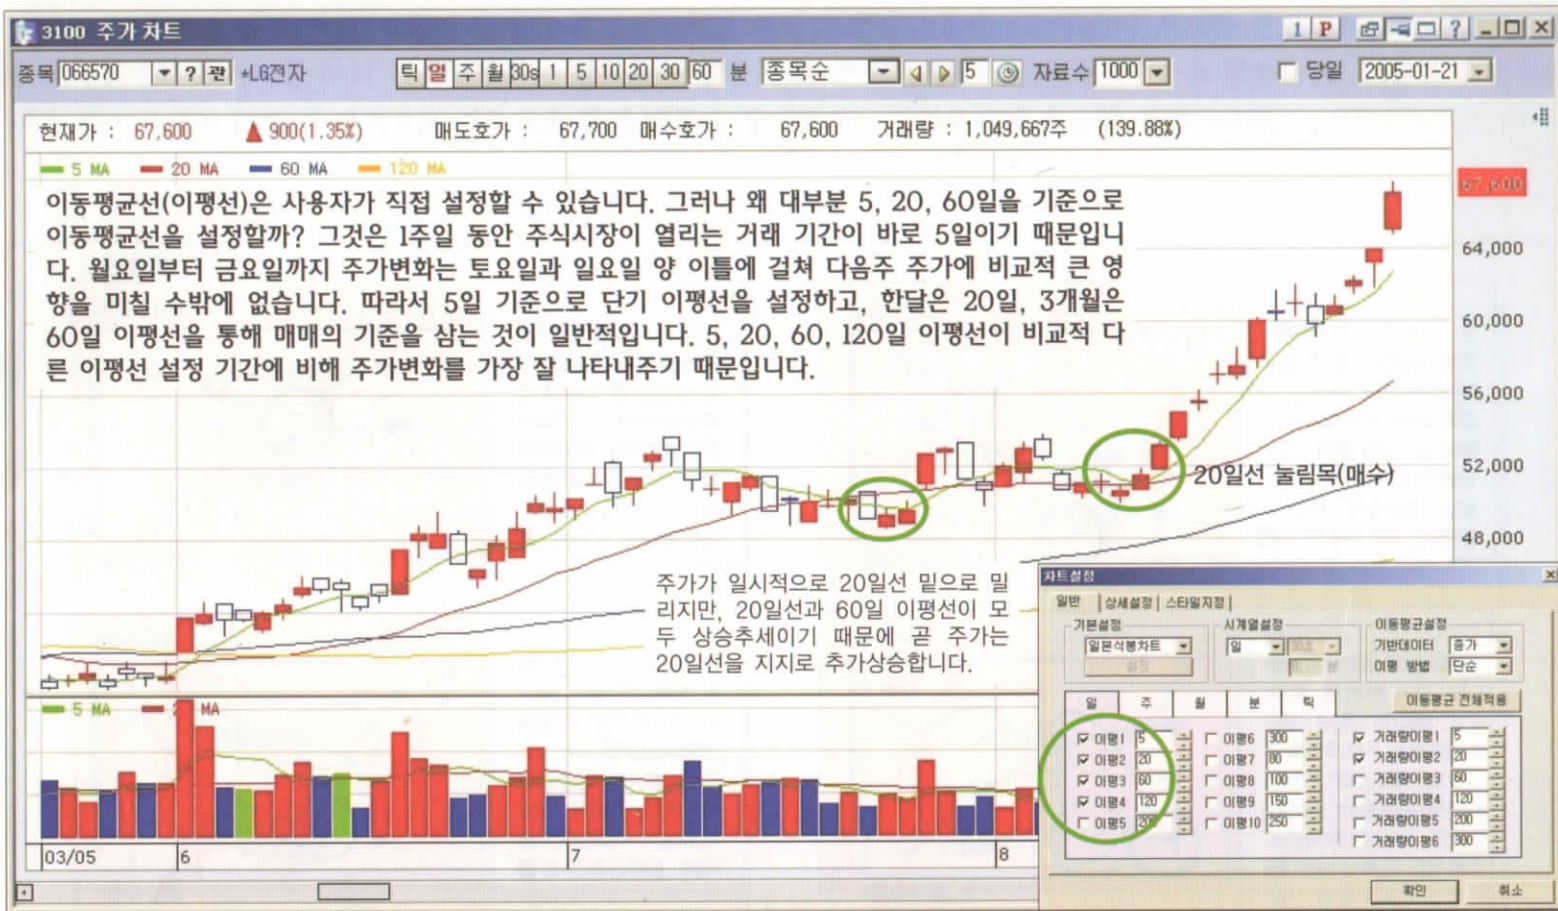 3100 주가 차트
1 P ?
종목 066570 ? 관 *LG전자 틱 일 주 월 30s 1 5 10 20 30 60 분 종목순 5 자료수 1000 당일 2005-01-21
현재가 : 67,600 ▲ 900(1.35%) 매도호가 : 67,700 매수호가 : 67,600 거래량 : 1,049,667주 (139.88%)
5 MA 20 MA 60 MA 120 MA
67,600
이동평균선(이평선)은 사용자가 직접 설정할 수 있습니다. 그러나 왜 대부분 5, 20, 60일을 기준으로
이동평균선을 설정할까? 그것은 1주일 동안 주식시장이 열리는 거래 기간이 바로 5일이기 때문입니
다. 월요일부터 금요일까지 주가변화는 토요일과 일요일 양 이틀에 걸쳐 다음주 주가에 비교적 큰 영
향을 미칠 수밖에 없습니다. 따라서 5일 기준으로 단기 이평선을 설정하고, 한달은 20일, 3개월은
60일 이평선을 통해 매매의 기준을 삼는 것이 일반적입니다. 5, 20, 60, 120일 이평선이 비교적 다
른 이평선 설정 기간에 비해 주가변화를 가장 잘 나타내주기 때문입니다.
64,000
60,000
56,000
52,000
48,000
20일선 눌림목(매수)
주가가 일시적으로 20일선 밑으로 밀
리지만, 20일선과 60일 이평선이 모
두 상승추세이기 때문에 곧 주가는
20일선을 지지로 추가상승합니다.
5 MA MA
03/05 6 7 8
차트설정
일반 상세설정 스타일지정
기본설정 시계열설정 이동평균설정
일본식봉차트 일 30초 기반데이터 종가
설정 분 이평 방법 단순
일 주 월 분 틱 이동평균 전체적용
이평1 5 이평6 300 거래량이평1 5
이평2 20 이평7 80 거래량이평2 20
이평3 60 이평8 100 거래량이평3 60
이평4 120 이평9 150 거래량이평4 120
이평5 200 이평10 250 거래량이평5 200
거래량이평6 300
확인 취소